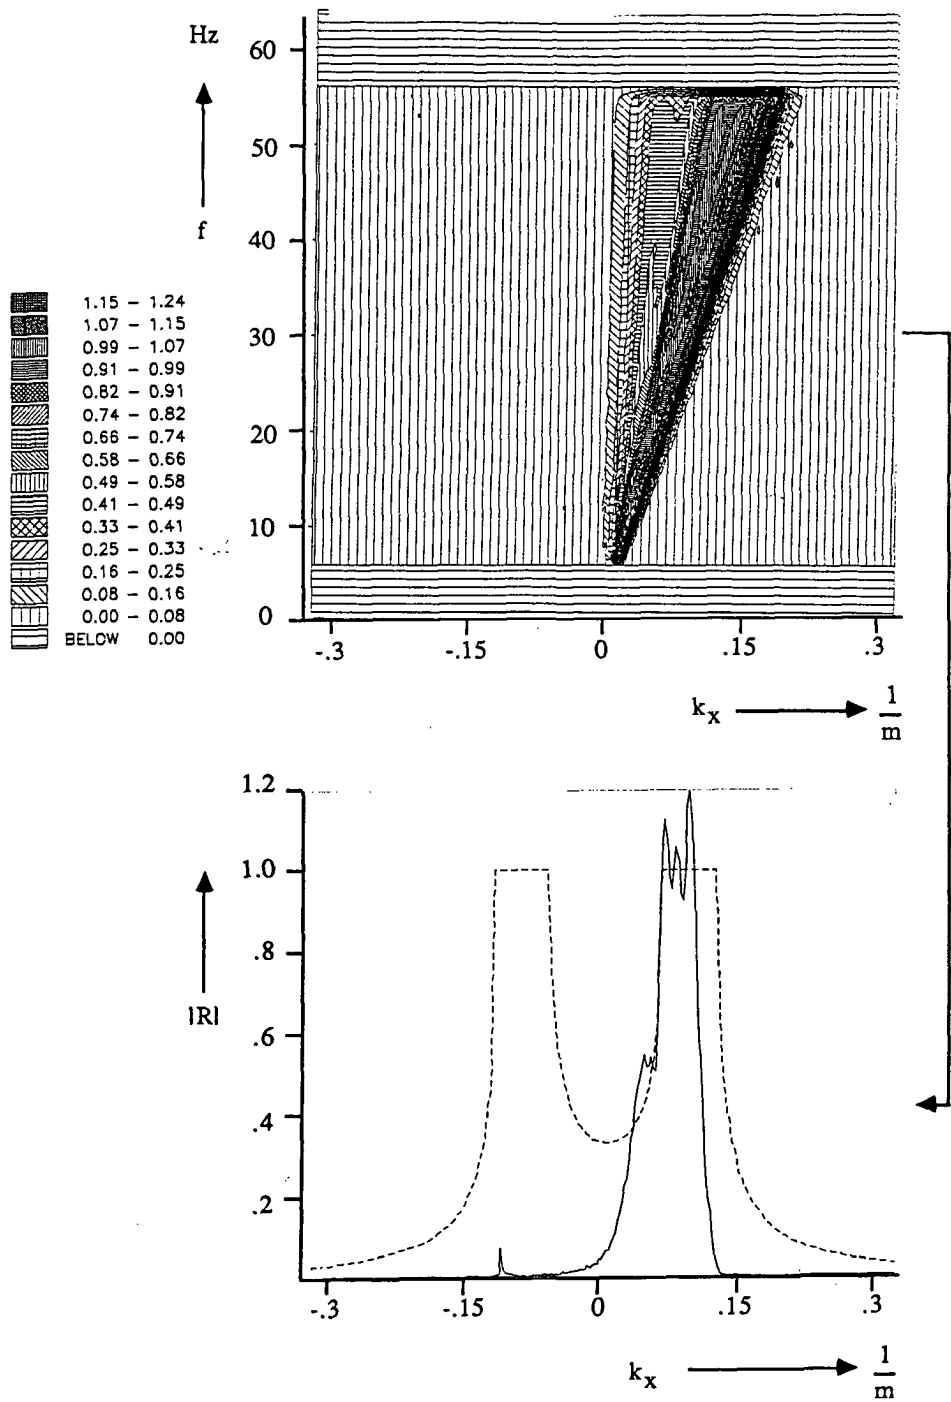 Hz
60
50
f
40
30
20
10
0
-.3 -.15 0 .15 .3
k x 1
m
1.15 - 1.24
1.07 - 1.15
0.99 - 1.07
0.91 - 0.99
0.82 - 0.91
0.74 - 0.82
0.66 - 0.74
0.58 - 0.66
0.49 - 0.58
0.41 - 0.49
0.33 - 0.41
0.25 - 0.33
0.16 - 0.25
0.08 - 0.16
0.00 - 0.08
BELOW 0.00
1.2
1.0
.8
|R|
.6
.4
.2
-.3 -.15 0 .15 .3
k x 1
m